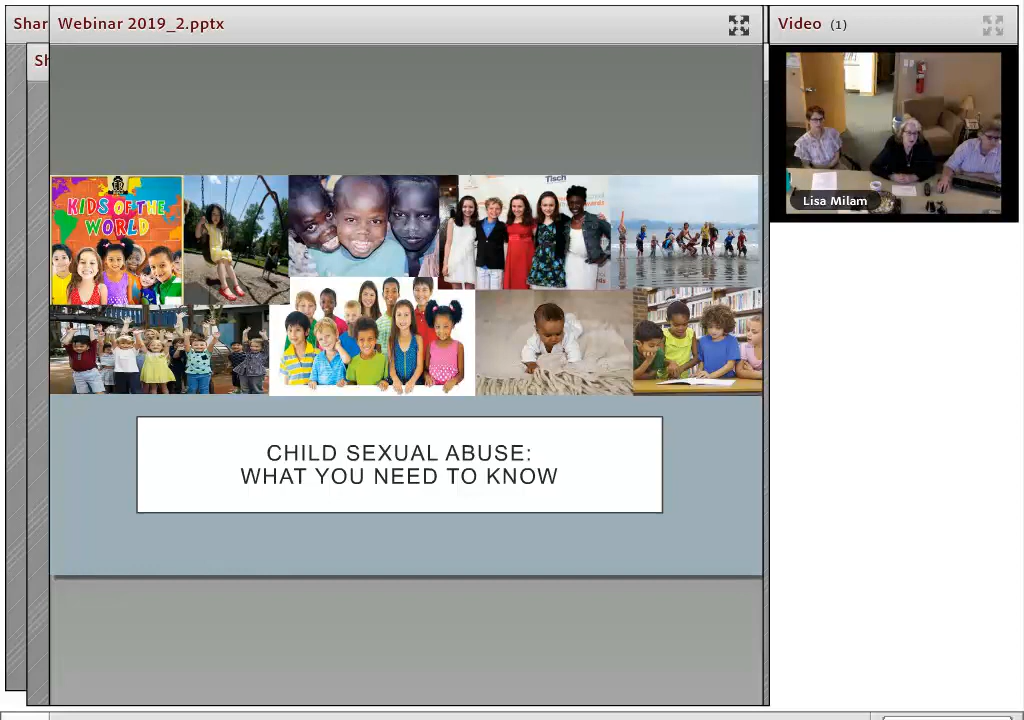 Shar
Webinar 2019_2.pptx
Video (1)
Sh
Lisa Milam
KIDS OF THE
WORLD
Tisch
CHILD SEXUAL ABUSE:
WHAT YOU NEED TO KNOW